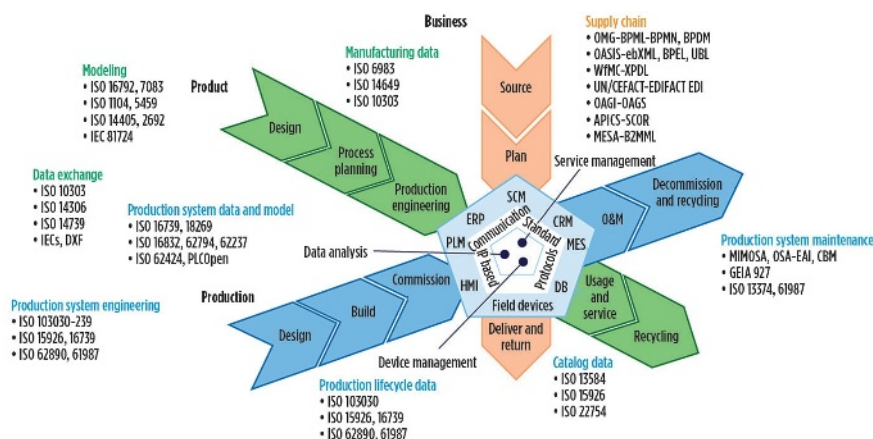 Business
Supply chain
• OMG-BPML-BPMN, BPDM
• OASIS-ebXML, BPEL, UBL
• WfMC-XPDL
• UN/CEFACT-EDIFACT EDI
• OAGI-OAGS
• APICS-SCOR
• MESA-B2MML
Manufacturing data
• ISO 6983
• ISO 14649
• ISO 10303
Modeling
• ISO 16792, 7083
• ISO 1104, 5459
• ISO 14405, 2692
• IEC 81724
Product
Design
Process
planning
Production
engineering
Source
Plan
Service management
Decommission
and recycling
O&M
Data exchange
• ISO 10303
• ISO 14306
• ISO 14739
• IECs, DXF
Production system data and model
• ISO 16739, 18269
• ISO 16832, 62794, 62237
• ISO 62424, PLCOpen
SCM
ERP
CRM
PLM
MES
HMI
DB
Field devices
Communication
Standard
Protocols
IP based
Data analysis
Production system maintenance
• MIMOSA, OSA-EAI, CBM
• GEIA 927
• ISO 13374, 61987
Production
Commission
Build
Design
Production system engineering
• ISO 103030-239
• ISO 15926, 16739
• ISO 62890, 61987
Usage
and
service
Recycling
Deliver and
return
Device management
Production lifecycle data
• ISO 103030
• ISO 15926, 16739
• ISO 62890, 61987
Catalog data
• ISO 13584
• ISO 15926
• ISO 22754